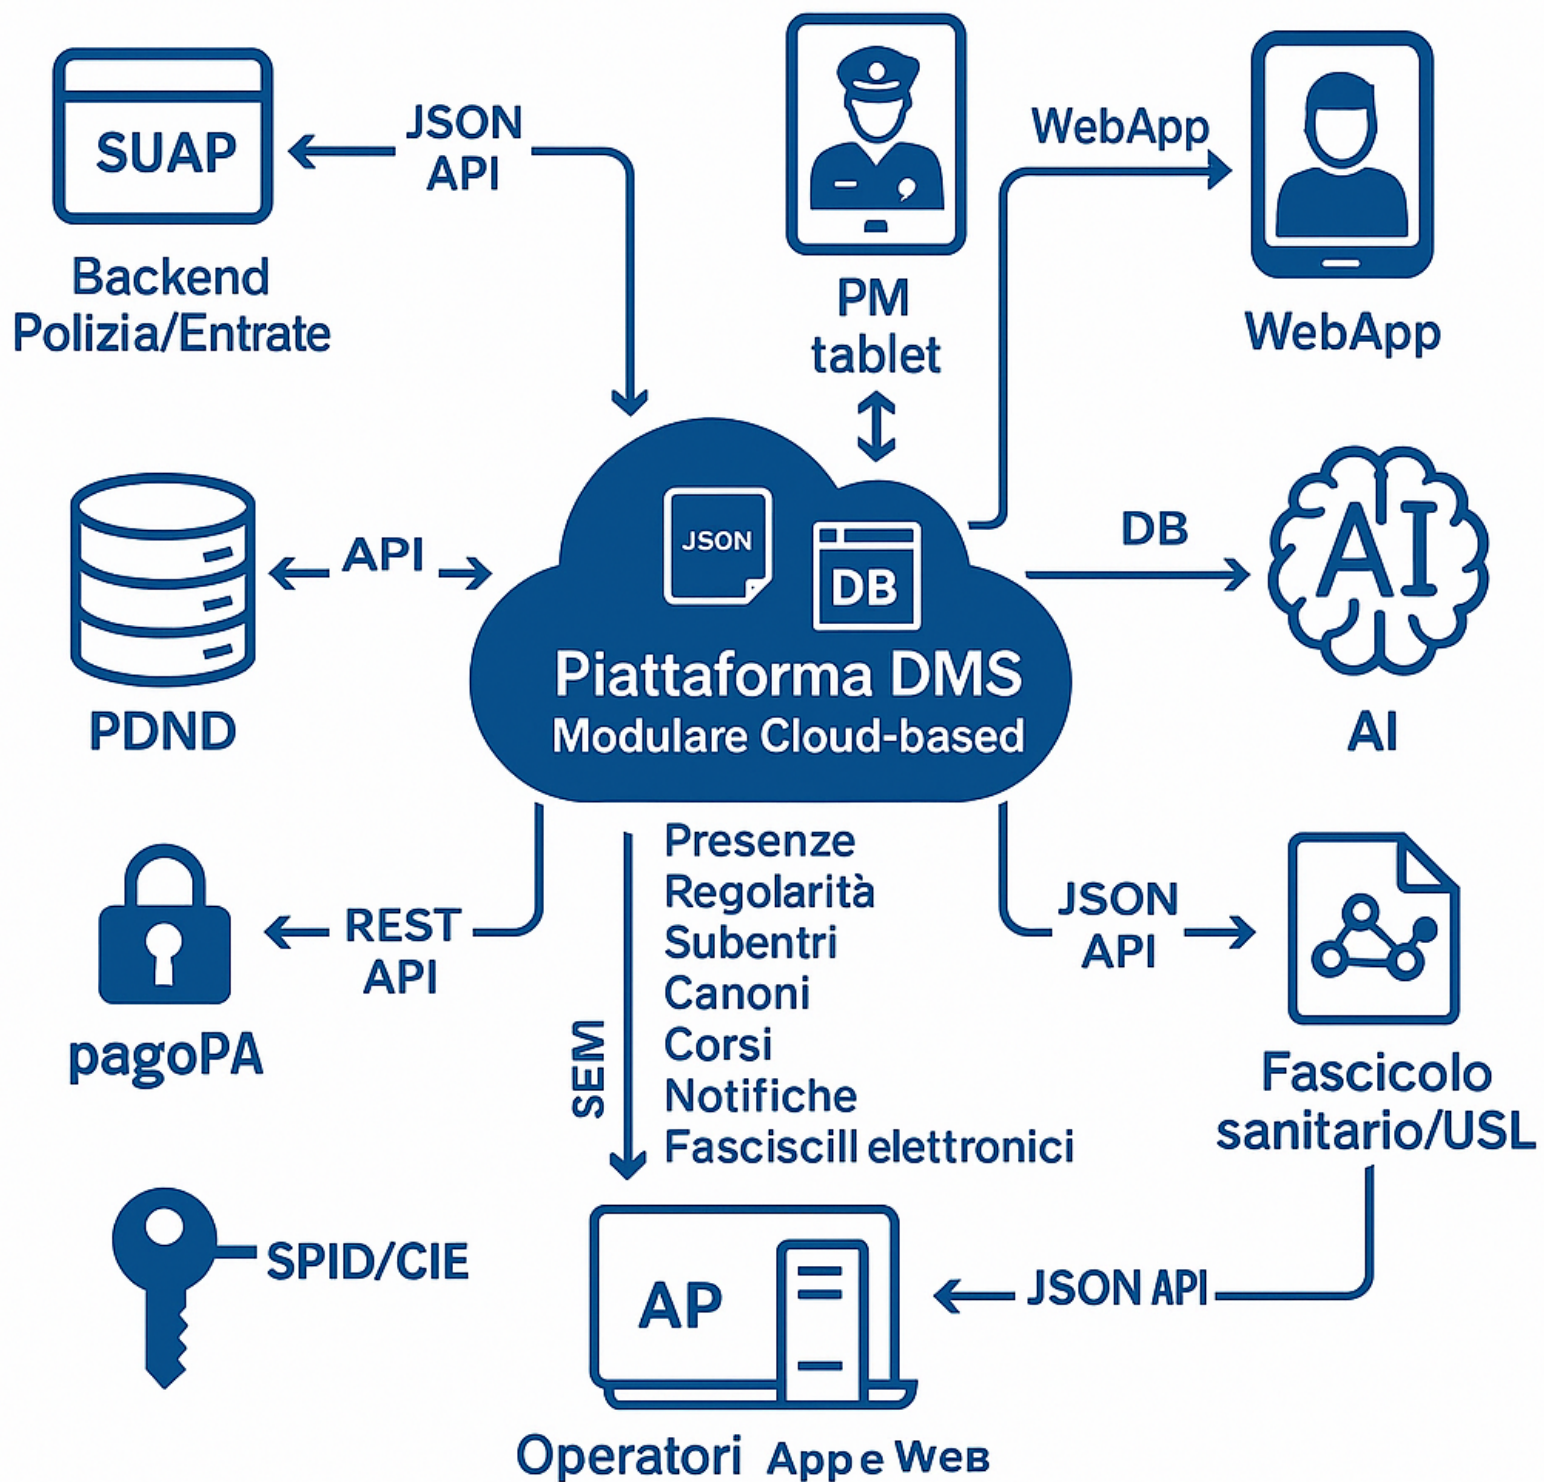 SUAP
JSON
API
Backend
Polizia/Entrate
PM
tablet
WebApp
WebApp
PDND
API
JSON
DB
Piattaforma DMS
Modulare Cloud-based
DB
AI
AI
pagoPA
REST
API
SEM
Presenze
Regolarità
Subentri
Canoni
Corsi
Notifiche
Fasciscill elettronici
JSON
API
Fascicolo
sanitario/USL
SPID/CIE
AP
JSON API
Operatori App e Web